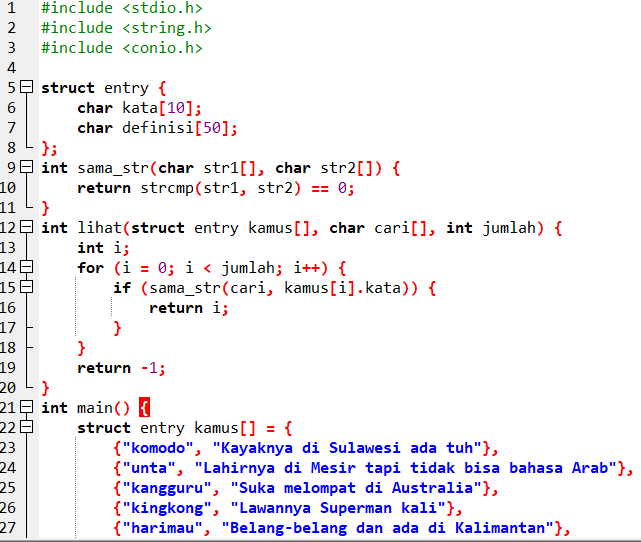 1 #include <stdio.h>
2 #include <string.h>
3 #include <conio.h>
4
5 struct entry {
6     char kata[10];
7     char definisi[50];
8 };
9 int sama_str(char str1[], char str2[]) {
10     return strcmp(str1, str2) == 0;
11 }
12 int lihat(struct entry kamus[], char cari[], int jumlah) {
13     int i;
14     for (i = 0; i < jumlah; i++) {
15         if (sama_str(cari, kamus[i].kata)) {
16             return i;
17         }
18     }
19     return -1;
20 }
21 int main() {
22     struct entry kamus[] = {
23         {"komodo", "Kayaknya di Sulawesi ada tuh"},
24         {"unta", "Lahirnya di Mesir tapi tidak bisa bahasa Arab"},
25         {"kangguru", "Suka melompat di Australia"},
26         {"kingkong", "Lawannya Superman kali"},
27         {"harimau", "Belang-belang dan ada di Kalimantan"},